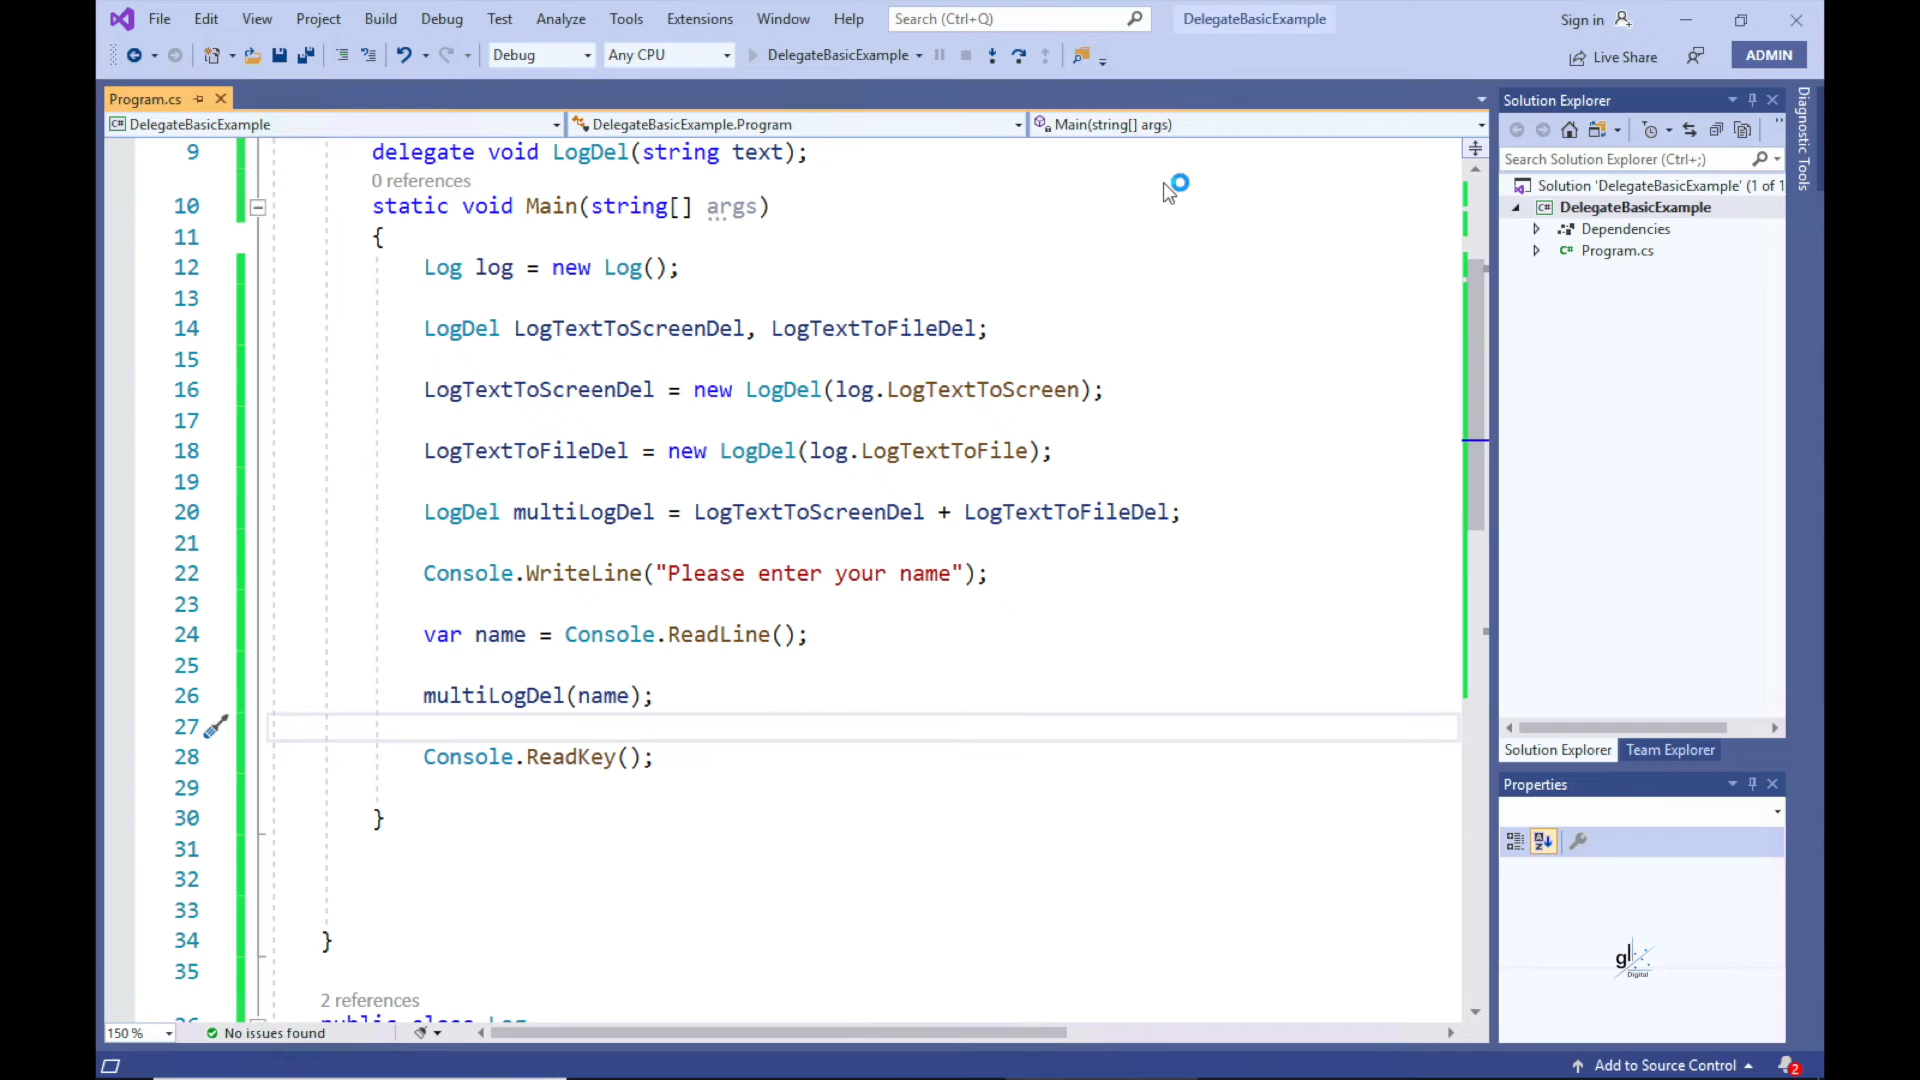 File Edit View Project Build Debug Test Analyze Tools Extensions Window Help Search (Ctrl+Q) DelegateBasicExample Sign in
Debug Any CPU DelegateBasicExample Live Share ADMIN
Program.cs
DelegateBasicExample DelegateBasicExample.Program Main(string[] args)
9 delegate void LogDel(string text);
0 references
10 static void Main(string[] args)
11 {
12 Log log = new Log();
13
14 LogDel LogTextToScreenDel, LogTextToFileDel;
15
16 LogTextToScreenDel = new LogDel(log.LogTextToScreen);
17
18 LogTextToFileDel = new LogDel(log.LogTextToFile);
19
20 LogDel multiLogDel = LogTextToScreenDel + LogTextToFileDel;
21
22 Console.WriteLine("Please enter your name");
23
24 var name = Console.ReadLine();
25
26 multiLogDel(name);
27
28 Console.ReadKey();
29
30 }
31
32
33
34 }
35
2 references
public class Log
150 % No issues found
Solution Explorer
Search Solution Explorer (Ctrl+;)
Solution 'DelegateBasicExample' (1 of 1
DelegateBasicExample
Dependencies
C# Program.cs
Solution Explorer Team Explorer
Properties
gl
Digital
Diagnostic Tools
Add to Source Control 2